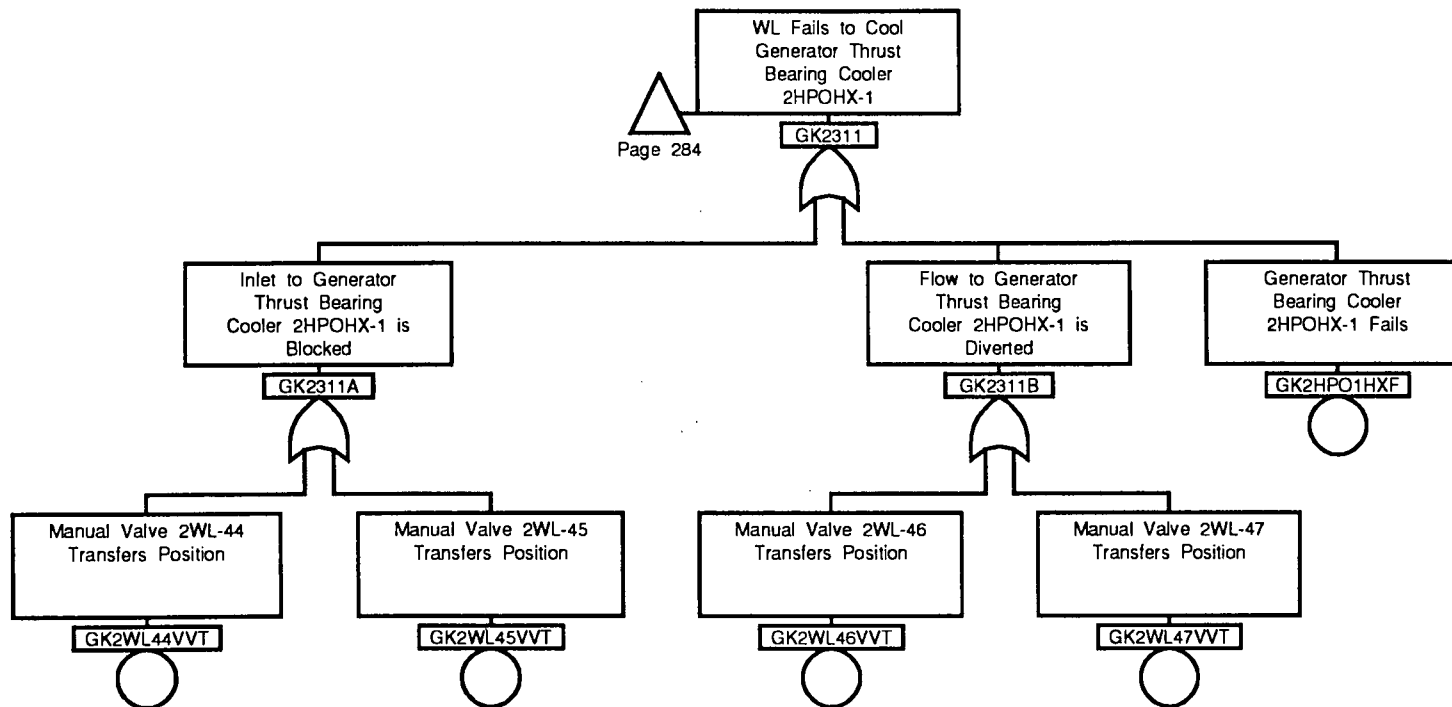 WL Fails to Cool
Generator Thrust
Bearing Cooler
2HPOHX-1
Page 284
GK2311
Inlet to Generator
Thrust Bearing
Cooler 2HPOHX-1 is
Blocked
GK2311A
Flow to Generator
Thrust Bearing
Cooler 2HPOHX-1 is
Diverted
GK2311B
Generator Thrust
Bearing Cooler
2HPOHX-1 Fails
GK2HPO1HXF
Manual Valve 2WL-44
Transfers Position
GK2WL44VVT
Manual Valve 2WL-45
Transfers Position
GK2WL45VVT
Manual Valve 2WL-46
Transfers Position
GK2WL46VVT
Manual Valve 2WL-47
Transfers Position
GK2WL47VVT